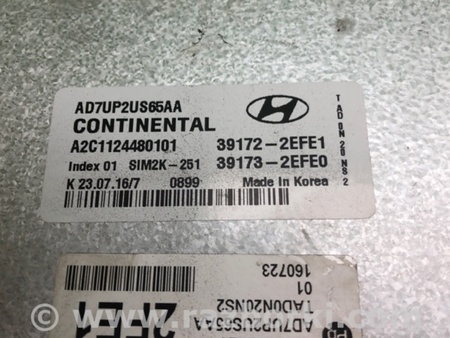 AD7UP2US65AA
CONTINENTAL
A2C1124480101 39172-2EFE1
Index 01 SIM2K-251 39173-2EFE0
K 23.07.16/7 0899 Made In Korea
TADON20NS2
2EE1
AD7UP2US65AA
TADON20NS2
01
160723